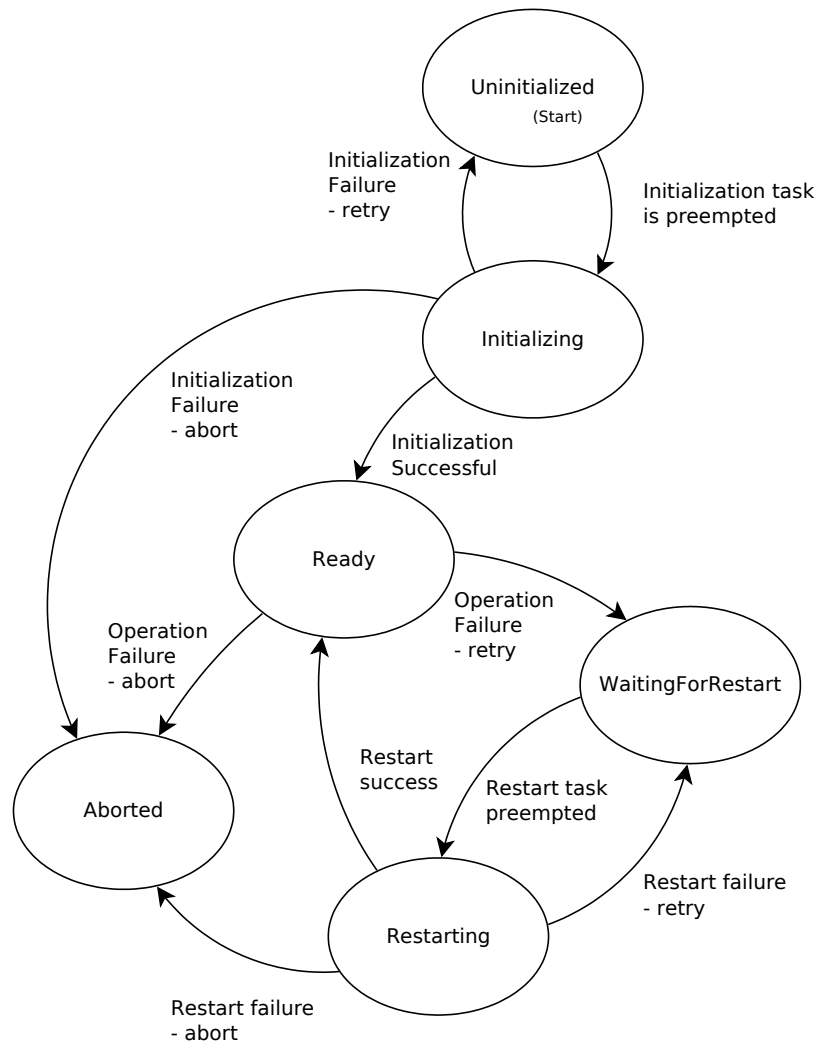 Uninitialized
(Start)
Initialization
Failure
- retry
Initialization task
is preempted
Initializing
Initialization
Failure
- abort
Initialization
Successful
Ready
Operation
Failure
- retry
Operation
Failure
- abort
WaitingForRestart
Restart
success
Restart task
preempted
Aborted
Restart failure
- retry
Restarting
Restart failure
- abort